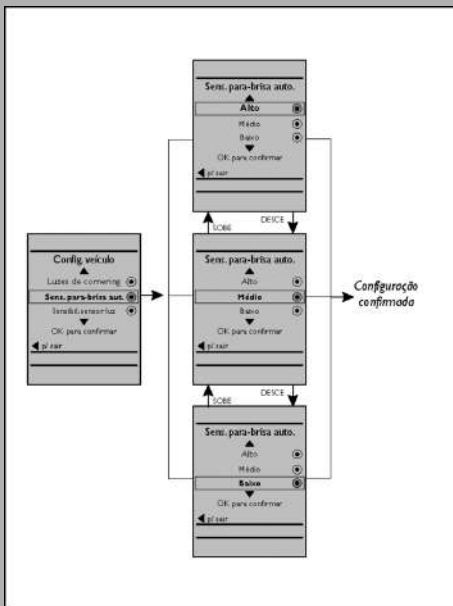 Sens. para-brisa auto.
Alto
Médio
Baixo
OK para confirmar
p/ sair
SOBE
DESCE
Config. veículo
Luzes de cornering
Sens. para-brisa aut.
Sensibil. sensor luz
OK para confirmar
p/ sair
Sens. para-brisa auto.
Alto
Médio
Baixo
OK para confirmar
p/ sair
Configuração
confirmada
SOBE
DESCE
Sens. para-brisa auto.
Alto
Médio
Baixo
OK para confirmar
p/ sair